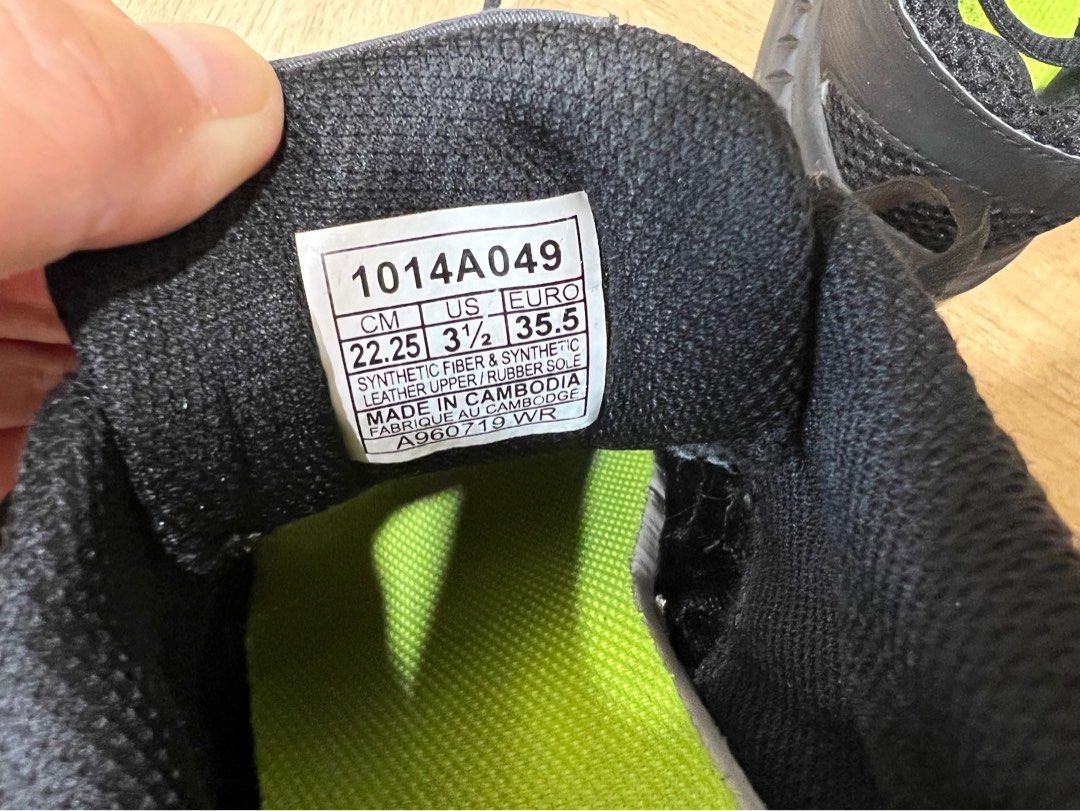 1014A049
CM US EURO
22.25 3½ 35.5
SYNTHETIC FIBER & SYNTHETIC
LEATHER UPPER / RUBBER SOLE
MADE IN CAMBODIA
FABRIQUE AU CAMBODGE
A960719 WR